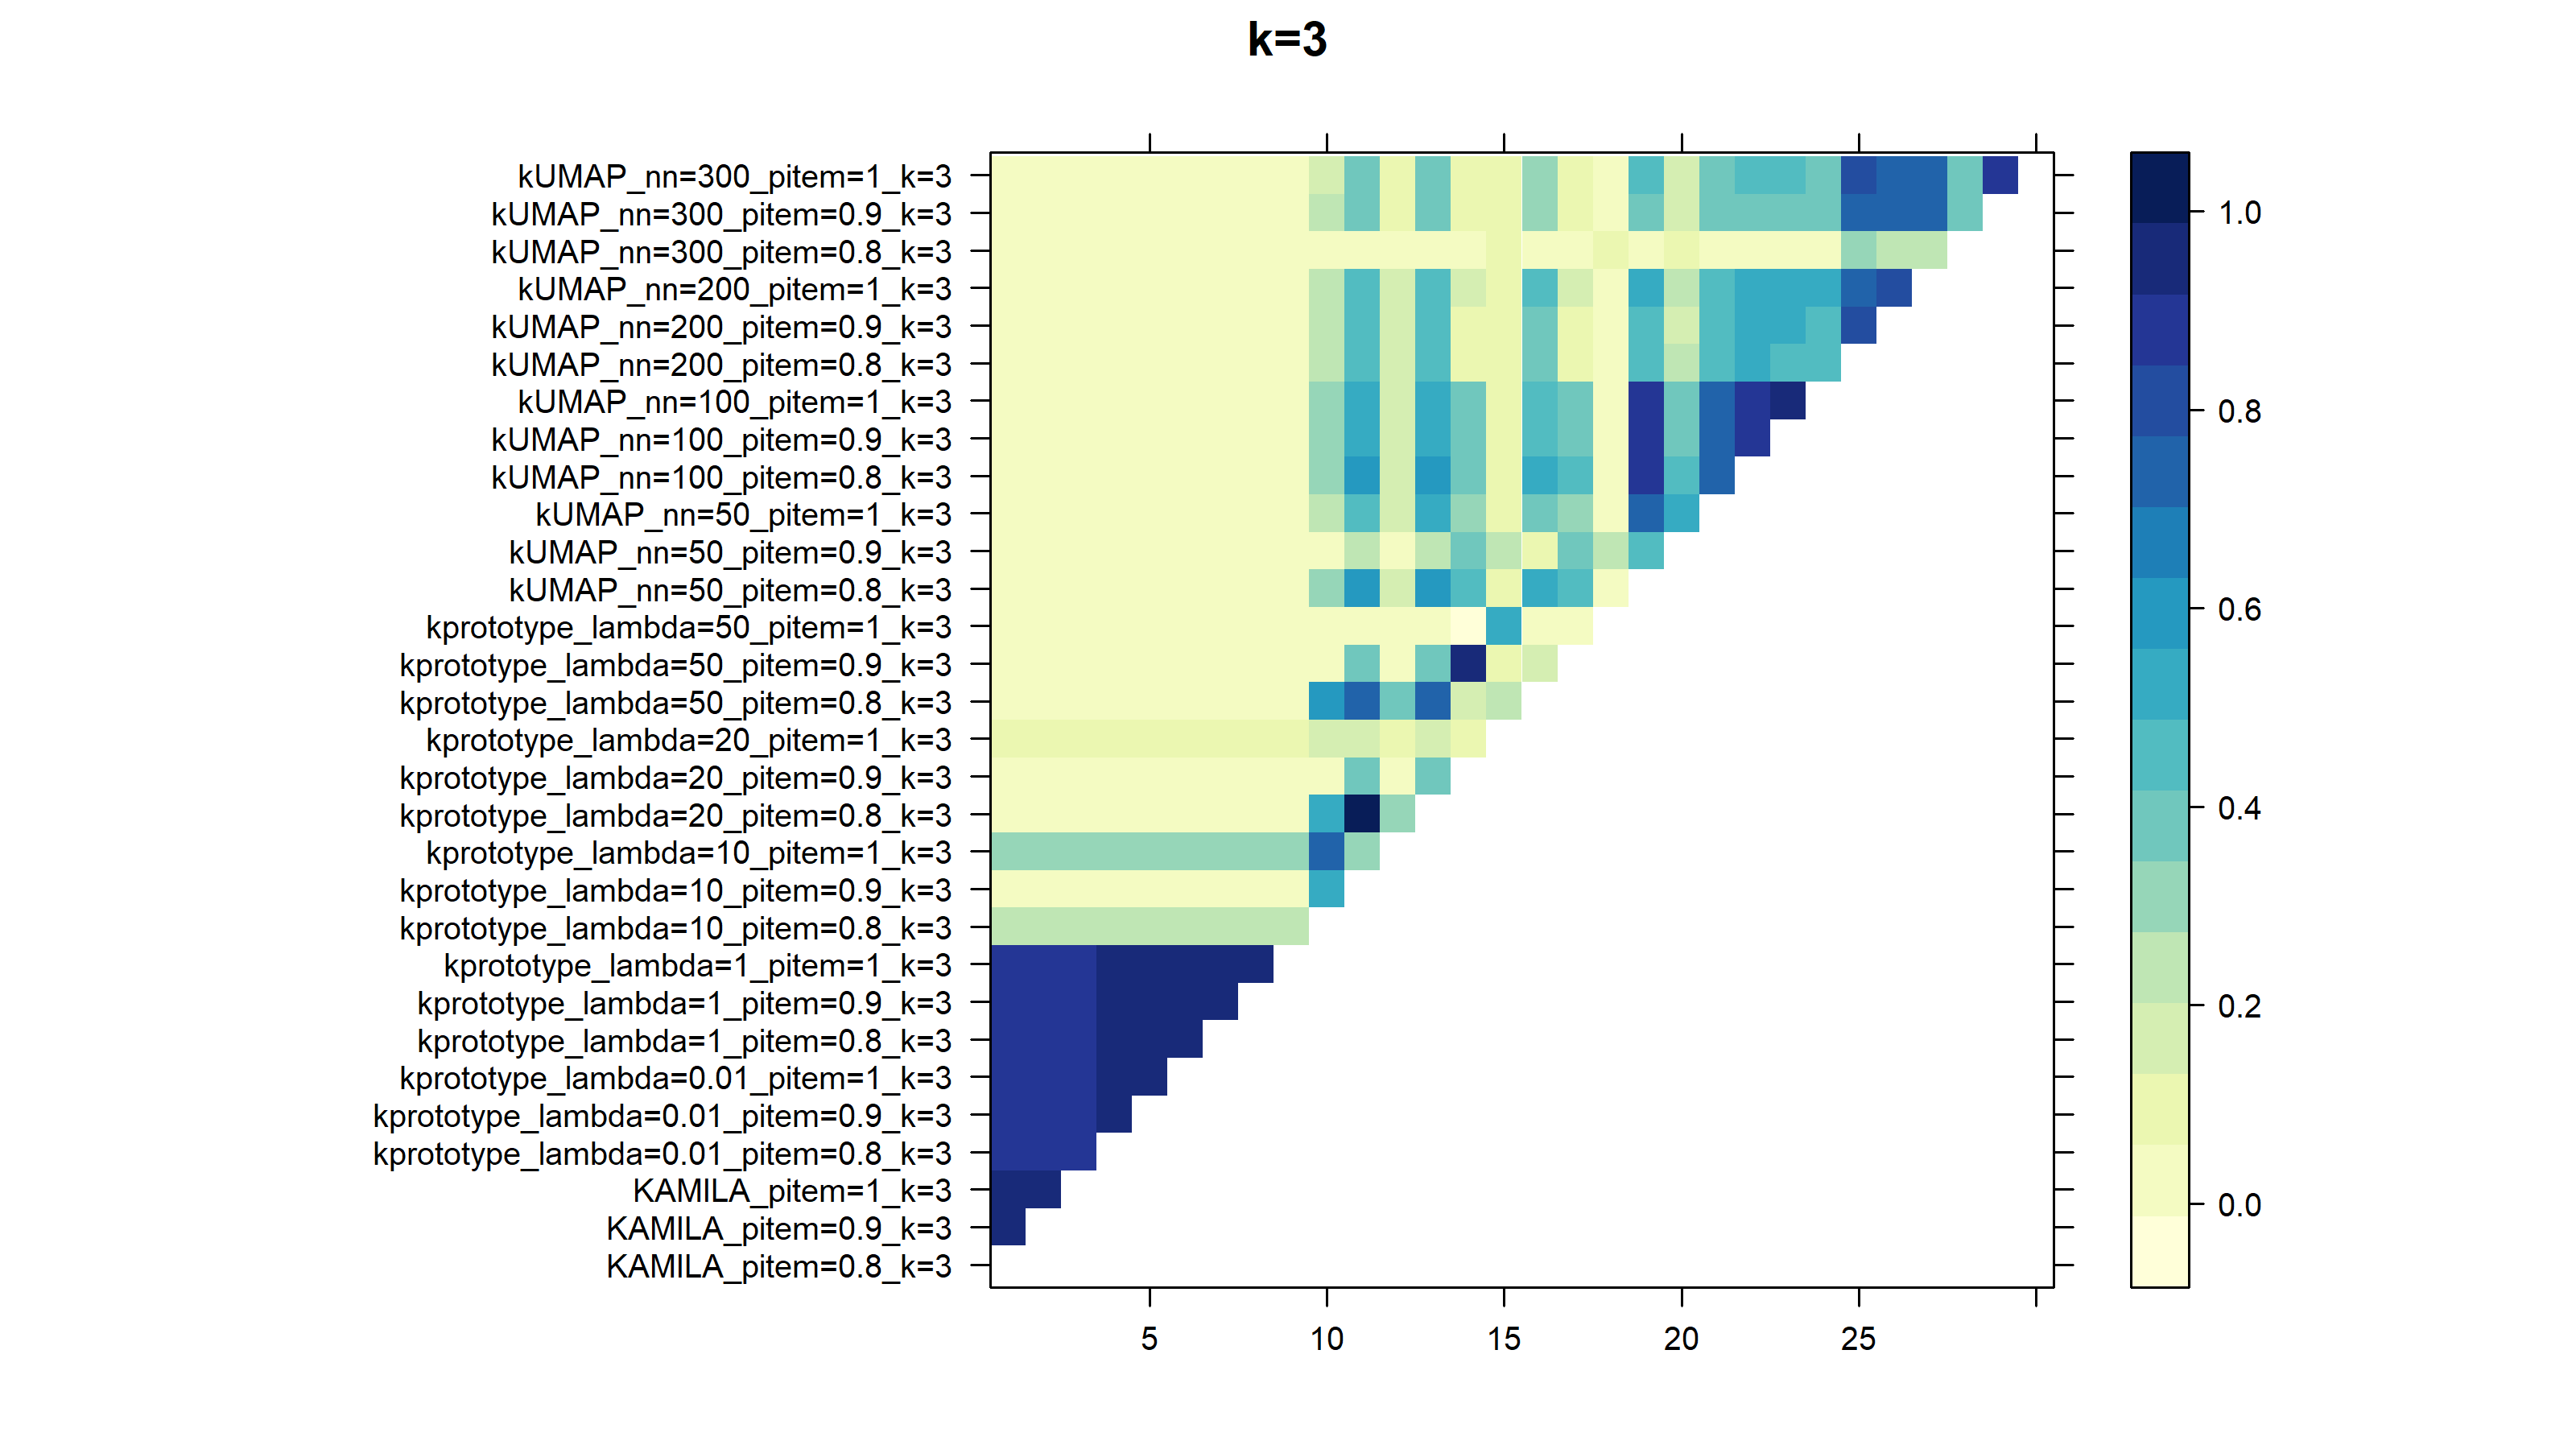 k=3
kUMAP_nn=300_pitem=1_k=3
kUMAP_nn=300_pitem=0.9_k=3
kUMAP_nn=300_pitem=0.8_k=3
kUMAP_nn=200_pitem=1_k=3
kUMAP_nn=200_pitem=0.9_k=3
kUMAP_nn=200_pitem=0.8_k=3
kUMAP_nn=100_pitem=1_k=3
kUMAP_nn=100_pitem=0.9_k=3
kUMAP_nn=100_pitem=0.8_k=3
kUMAP_nn=50_pitem=1_k=3
kUMAP_nn=50_pitem=0.9_k=3
kUMAP_nn=50_pitem=0.8_k=3
kprototype_lambda=50_pitem=1_k=3
kprototype_lambda=50_pitem=0.9_k=3
kprototype_lambda=50_pitem=0.8_k=3
kprototype_lambda=20_pitem=1_k=3
kprototype_lambda=20_pitem=0.9_k=3
kprototype_lambda=20_pitem=0.8_k=3
kprototype_lambda=10_pitem=1_k=3
kprototype_lambda=10_pitem=0.9_k=3
kprototype_lambda=10_pitem=0.8_k=3
kprototype_lambda=1_pitem=1_k=3
kprototype_lambda=1_pitem=0.9_k=3
kprototype_lambda=1_pitem=0.8_k=3
kprototype_lambda=0.01_pitem=1_k=3
kprototype_lambda=0.01_pitem=0.9_k=3
kprototype_lambda=0.01_pitem=0.8_k=3
KAMILA_pitem=1_k=3
KAMILA_pitem=0.9_k=3
KAMILA_pitem=0.8_k=3
5 10 15 20 25
1.0
0.8
0.6
0.4
0.2
0.0